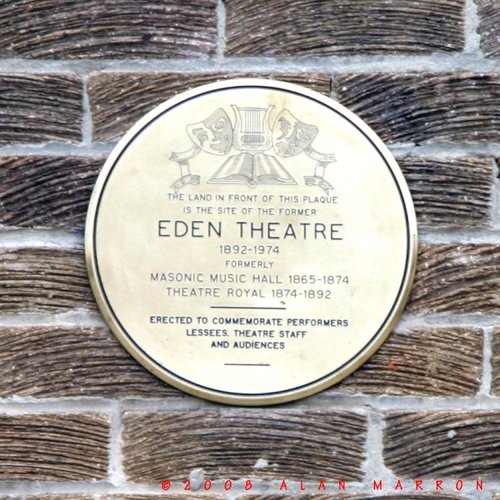 THE LAND IN FRONT OF THIS PLAQUE
IS THE SITE OF THE FORMER
EDEN THEATRE
1892-1974
FORMERLY
MASONIC MUSIC HALL 1865-1874
THEATRE ROYAL 1874-1892
ERECTED TO COMMEMORATE PERFORMERS
LESSEES, THEATRE STAFF
AND AUDIENCES
©2008 ALAN MARRON